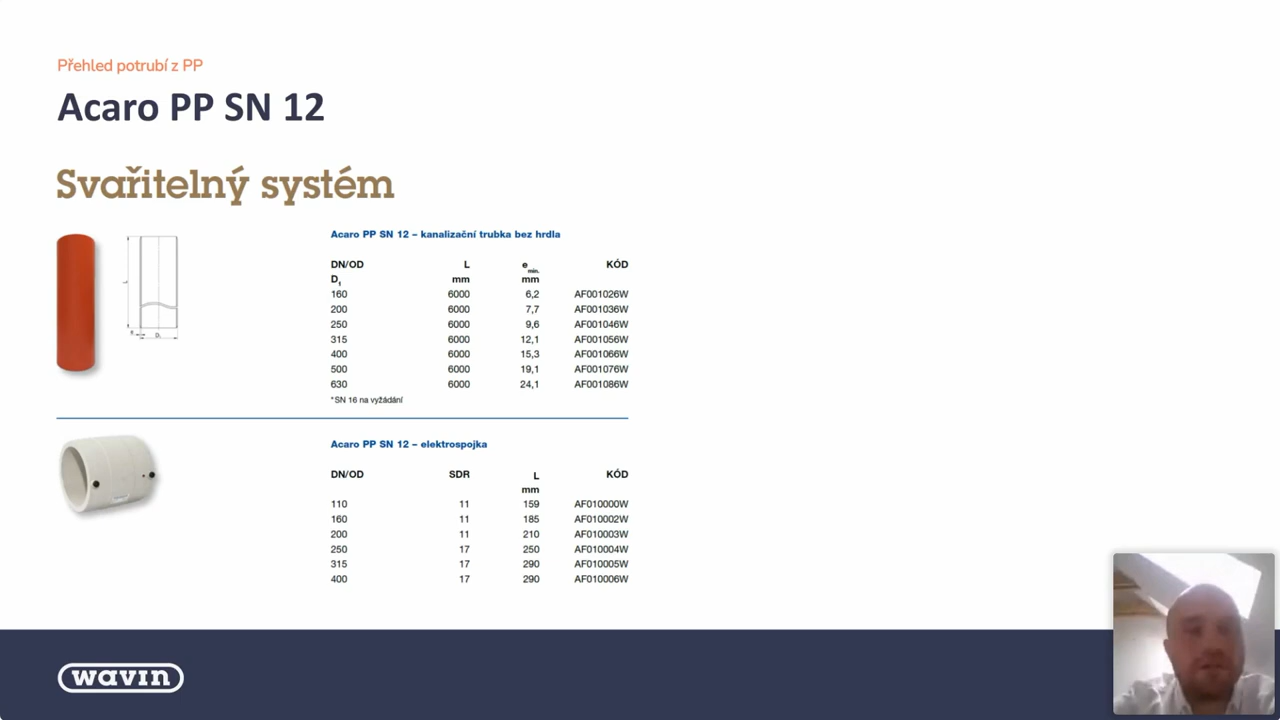 Přehled potrubí z PP
Acaro PP SN 12
Svařitelný systém
Acaro PP SN 12 – kanalizační trubka bez hrdla
DN/OD L e min. KÓD
D1 mm mm
160 6000 6,2 AF001026W
200 6000 7,7 AF001036W
250 6000 9,6 AF001046W
315 6000 12,1 AF001056W
400 6000 15,3 AF001066W
500 6000 19,1 AF001076W
630 6000 24,1 AF001086W
*SN 16 na vyžádání
Acaro PP SN 12 – elektrospojka
DN/OD SDR L KÓD
mm
110 11 159 AF010000W
160 11 185 AF010002W
200 11 210 AF010003W
250 17 250 AF010004W
315 17 290 AF010005W
400 17 290 AF010006W
wavin